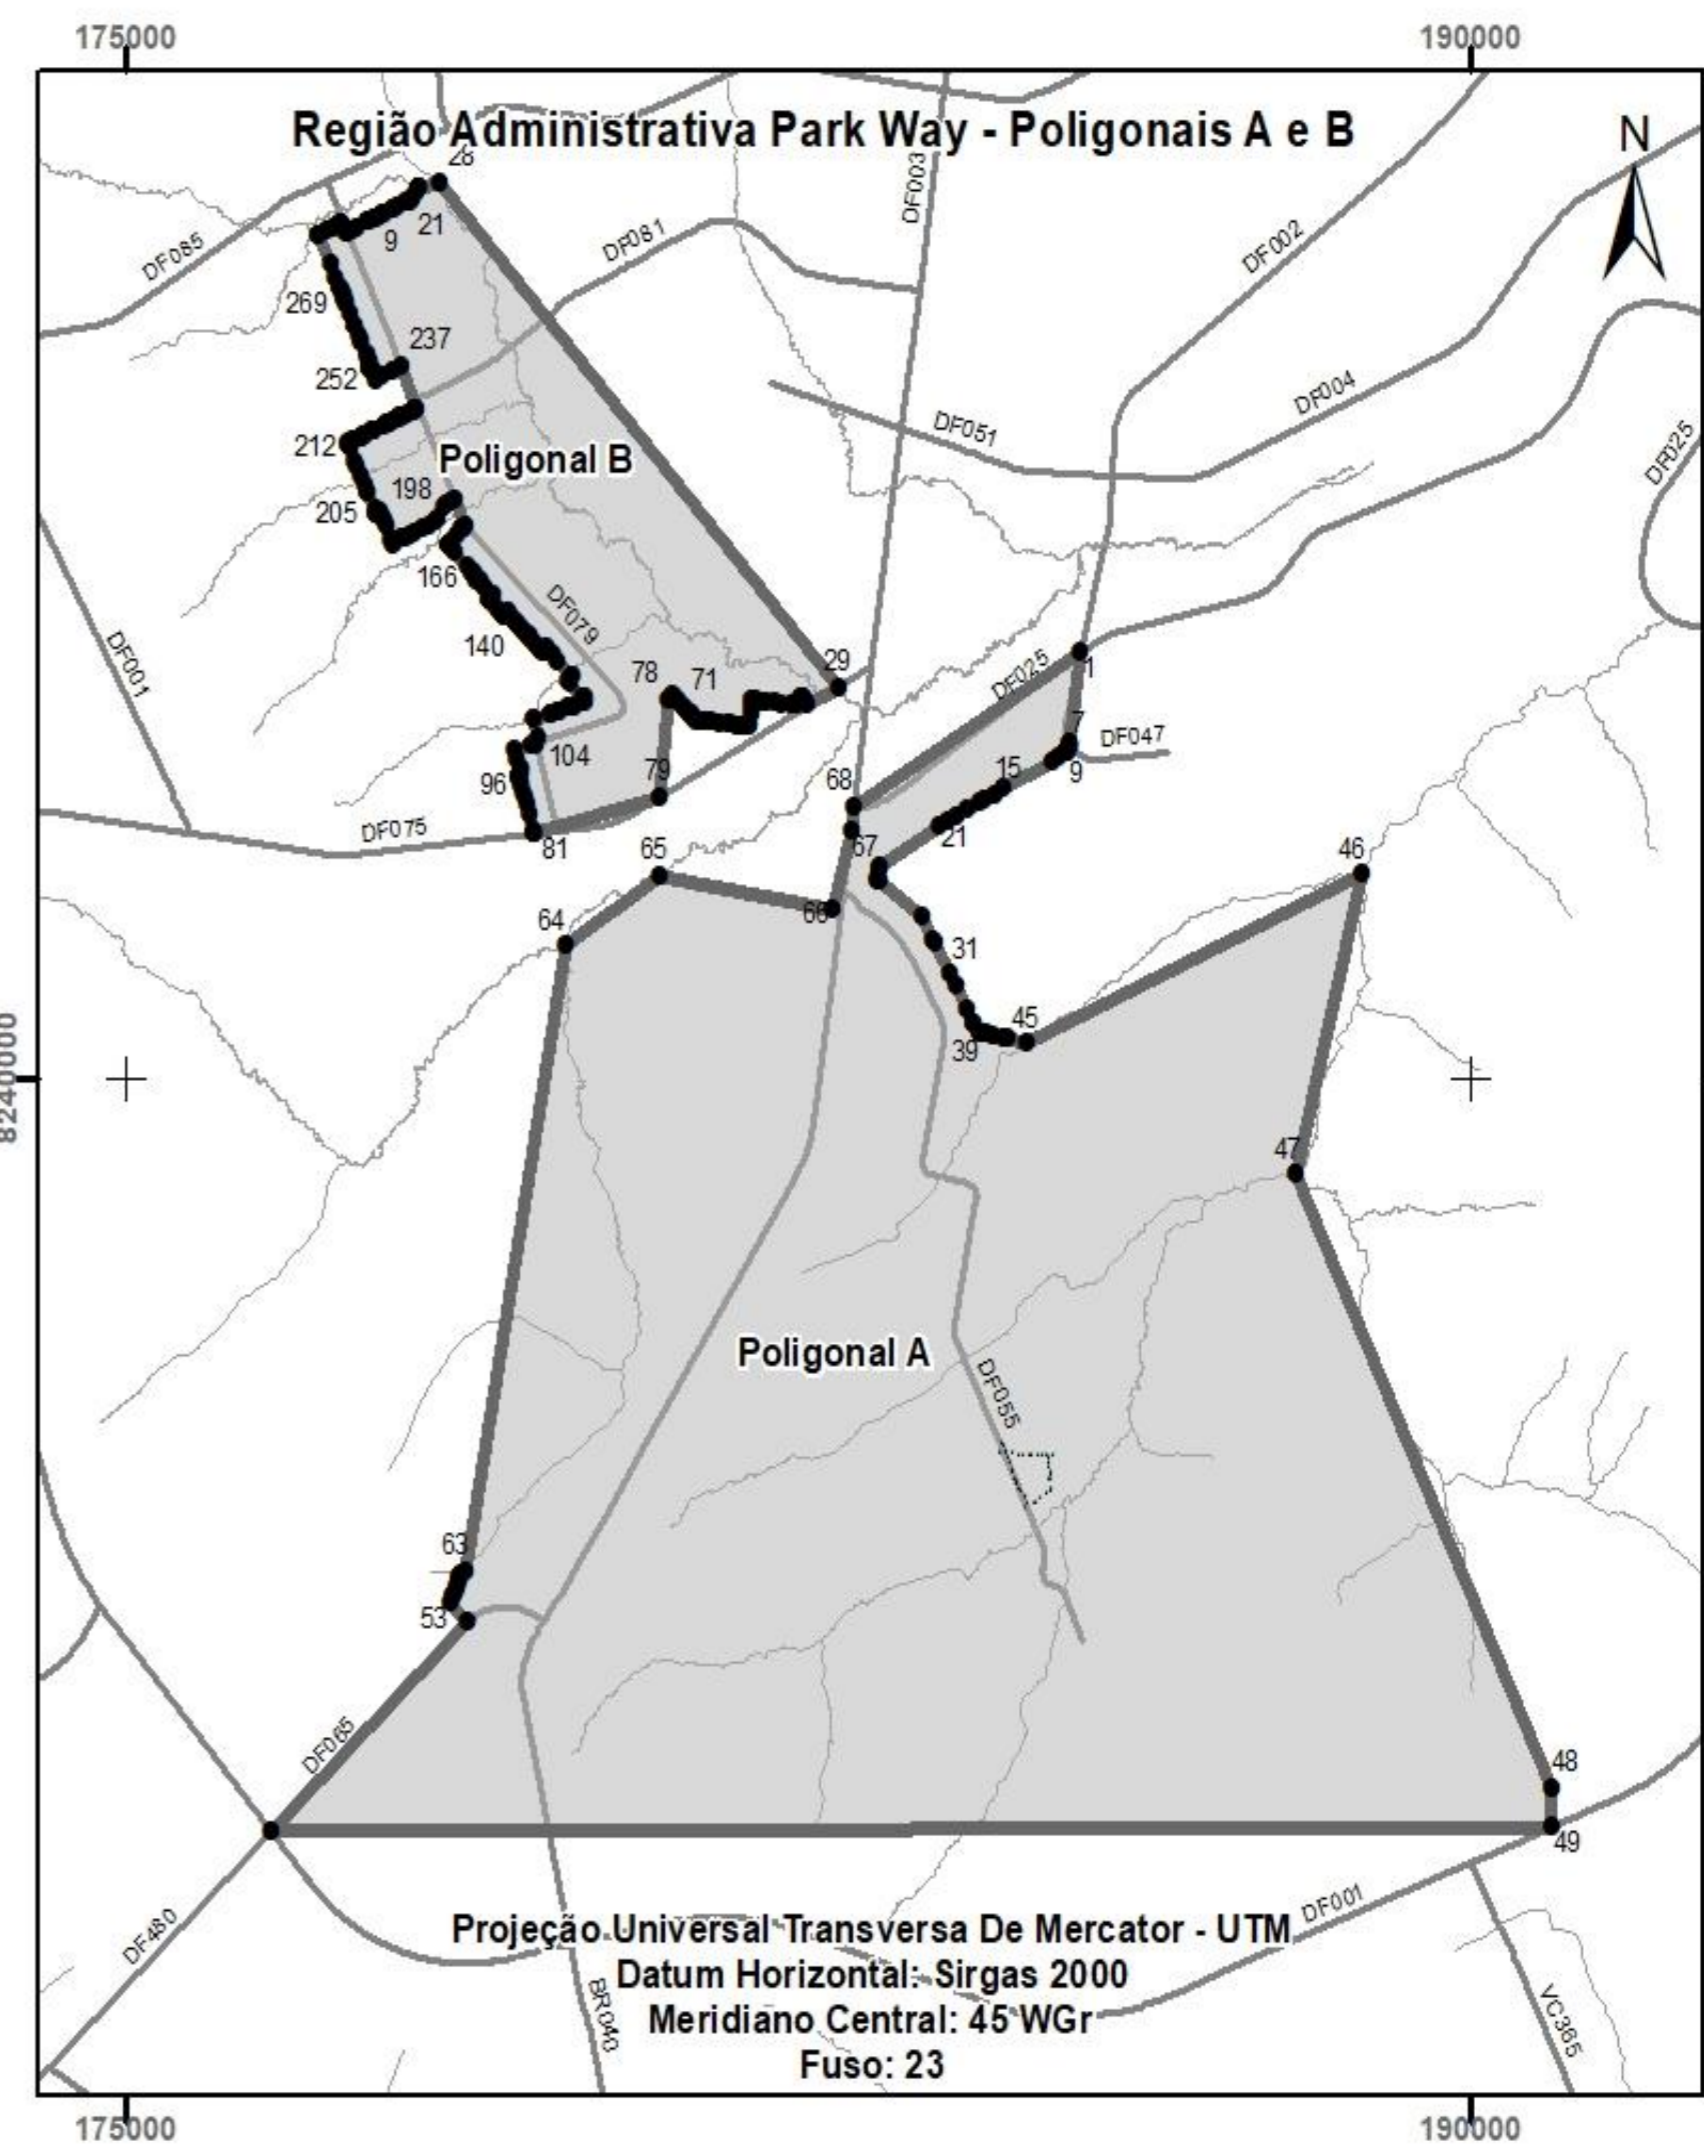 175000
190000
Região Administrativa Park Way - Poligonais A e B
N
28
DF003
21
9
DF085
DF081
DF002
269
237
252
DF004
DF051
212
Poligonal B
DF025
198
205
166
DF079
DF001
140
29
78
71
DF025
1
7
DF047
104
15
9
96
79
68
DF075
21
67
81
65
46
66
64
31
45
39
8240000
47
Poligonal A
DF055
63
53
DF065
48
49
DF001
DF480
Projeção Universal Transversa De Mercator - UTM
Datum Horizontal: Sirgas 2000
Meridiano Central: 45 WGr
Fuso: 23
BR040
VC365
175000
190000